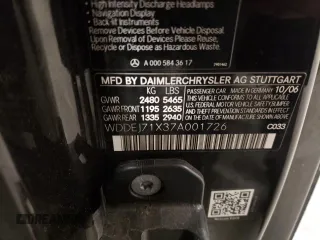 High Intensity Discharge Headlamps
• Navigation Display
• Back-lit Instruments
Remove Devices Before
Vehicle Disposal. Upon
Removal of Devices Please
Reuse,
Recycle or Dispose as Hazardous Waste.
A 000 584 36 17
MFD BY DAIMLERCHRYSLER AG STUTTGART
KG LBS
PASSENGER CAR MADE IN GERMANY 10/06
GVWR 2480 5465
THIS VEHICLE CONFORMS TO ALL APPLICABLE
GAWR FRONT 1195 2635
U.S. FEDERAL MOTOR VEHICLE SAFETY, BUMPER,
GAWR REAR 1335 2940
AND THEFT PREVENTION STANDARDS IN EFFECT
ON THE DATE OF MANUFACTURE SHOWN ABOVE.
WDDEJ71X37A001726
C033